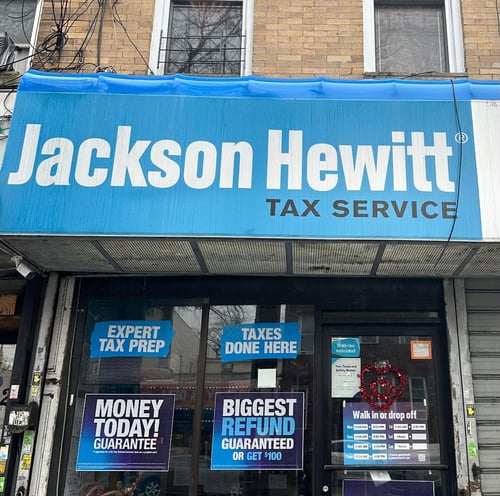 Jackson Hewitt®
TAX SERVICE
EXPERT
TAX PREP
TAXES
DONE HERE
MONEY
TODAY!
GUARANTEE
BIGGEST
REFUND
GUARANTEED
OR GET $100
Walk in or drop off